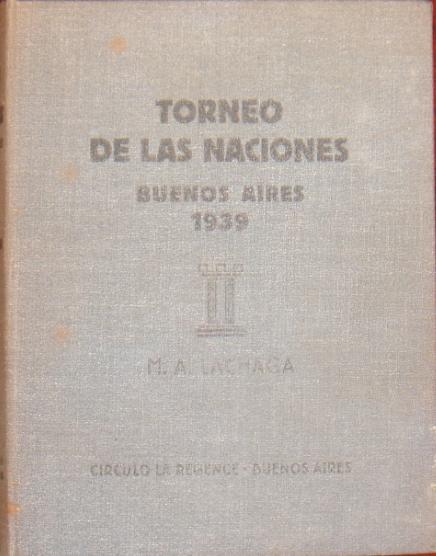 TORNEO
DE LAS NACIONES
BUENOS AIRES
1939
M. A. LACHAGA
CIRCULO LA REGENCE - BUENOS AIRES